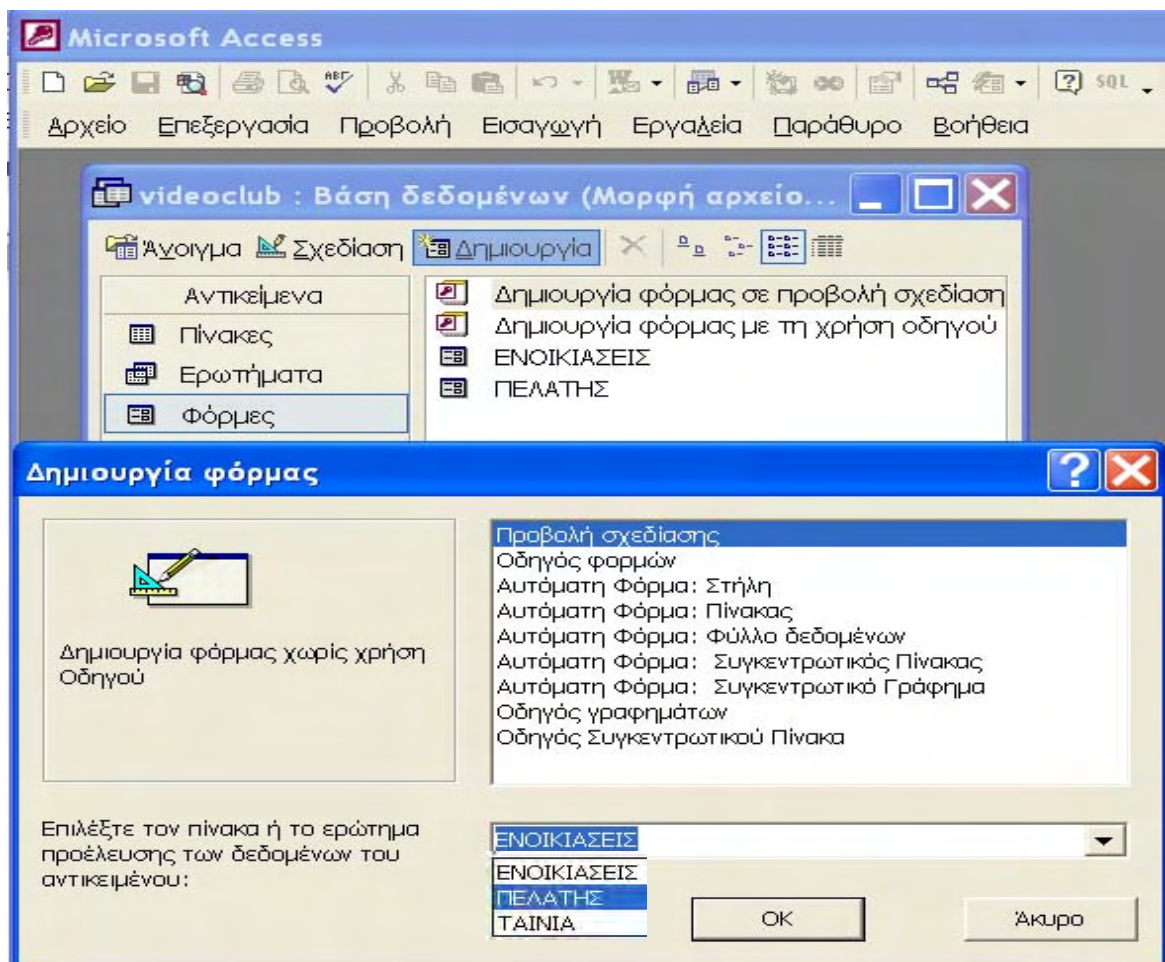 Microsoft Access
ABC
W
SQL
Αρχείο Επεξεργασία Προβολή Εισαγωγή Εργαλεία Παράθυρο Βοήθεια
videoclub : Βάση δεδομένων (Μορφή αρχείο...
Άνοιγμα Σχεδίαση Δημιουργία
Αντικείμενα
Πίνακες
Ερωτήματα
Φόρμες
Δημιουργία φόρμας σε προβολή σχεδίαση
Δημιουργία φόρμας με τη χρήση οδηγού
ΕΝΟΙΚΙΑΣΕΙΣ
ΠΕΛΑΤΗΣ
Δημιουργία φόρμας
Δημιουργία φόρμας χωρίς χρήση
Οδηγού
Προβολή σχεδίασης
Οδηγός φορμών
Αυτόματη Φόρμα: Στήλη
Αυτόματη Φόρμα: Πίνακας
Αυτόματη Φόρμα: Φύλλο δεδομένων
Αυτόματη Φόρμα: Συγκεντρωτικός Πίνακας
Αυτόματη Φόρμα: Συγκεντρωτικό Γράφημα
Οδηγός γραφημάτων
Οδηγός Συγκεντρωτικού Πίνακα
Επιλέξτε τον πίνακα ή το ερώτημα
προέλευσης των δεδομένων του
αντικειμένου:
ΕΝΟΙΚΙΑΣΕΙΣ
ΕΝΟΙΚΙΑΣΕΙΣ
ΠΕΛΑΤΗΣ
ΤΑΙΝΙΑ
OK
Άκυρο